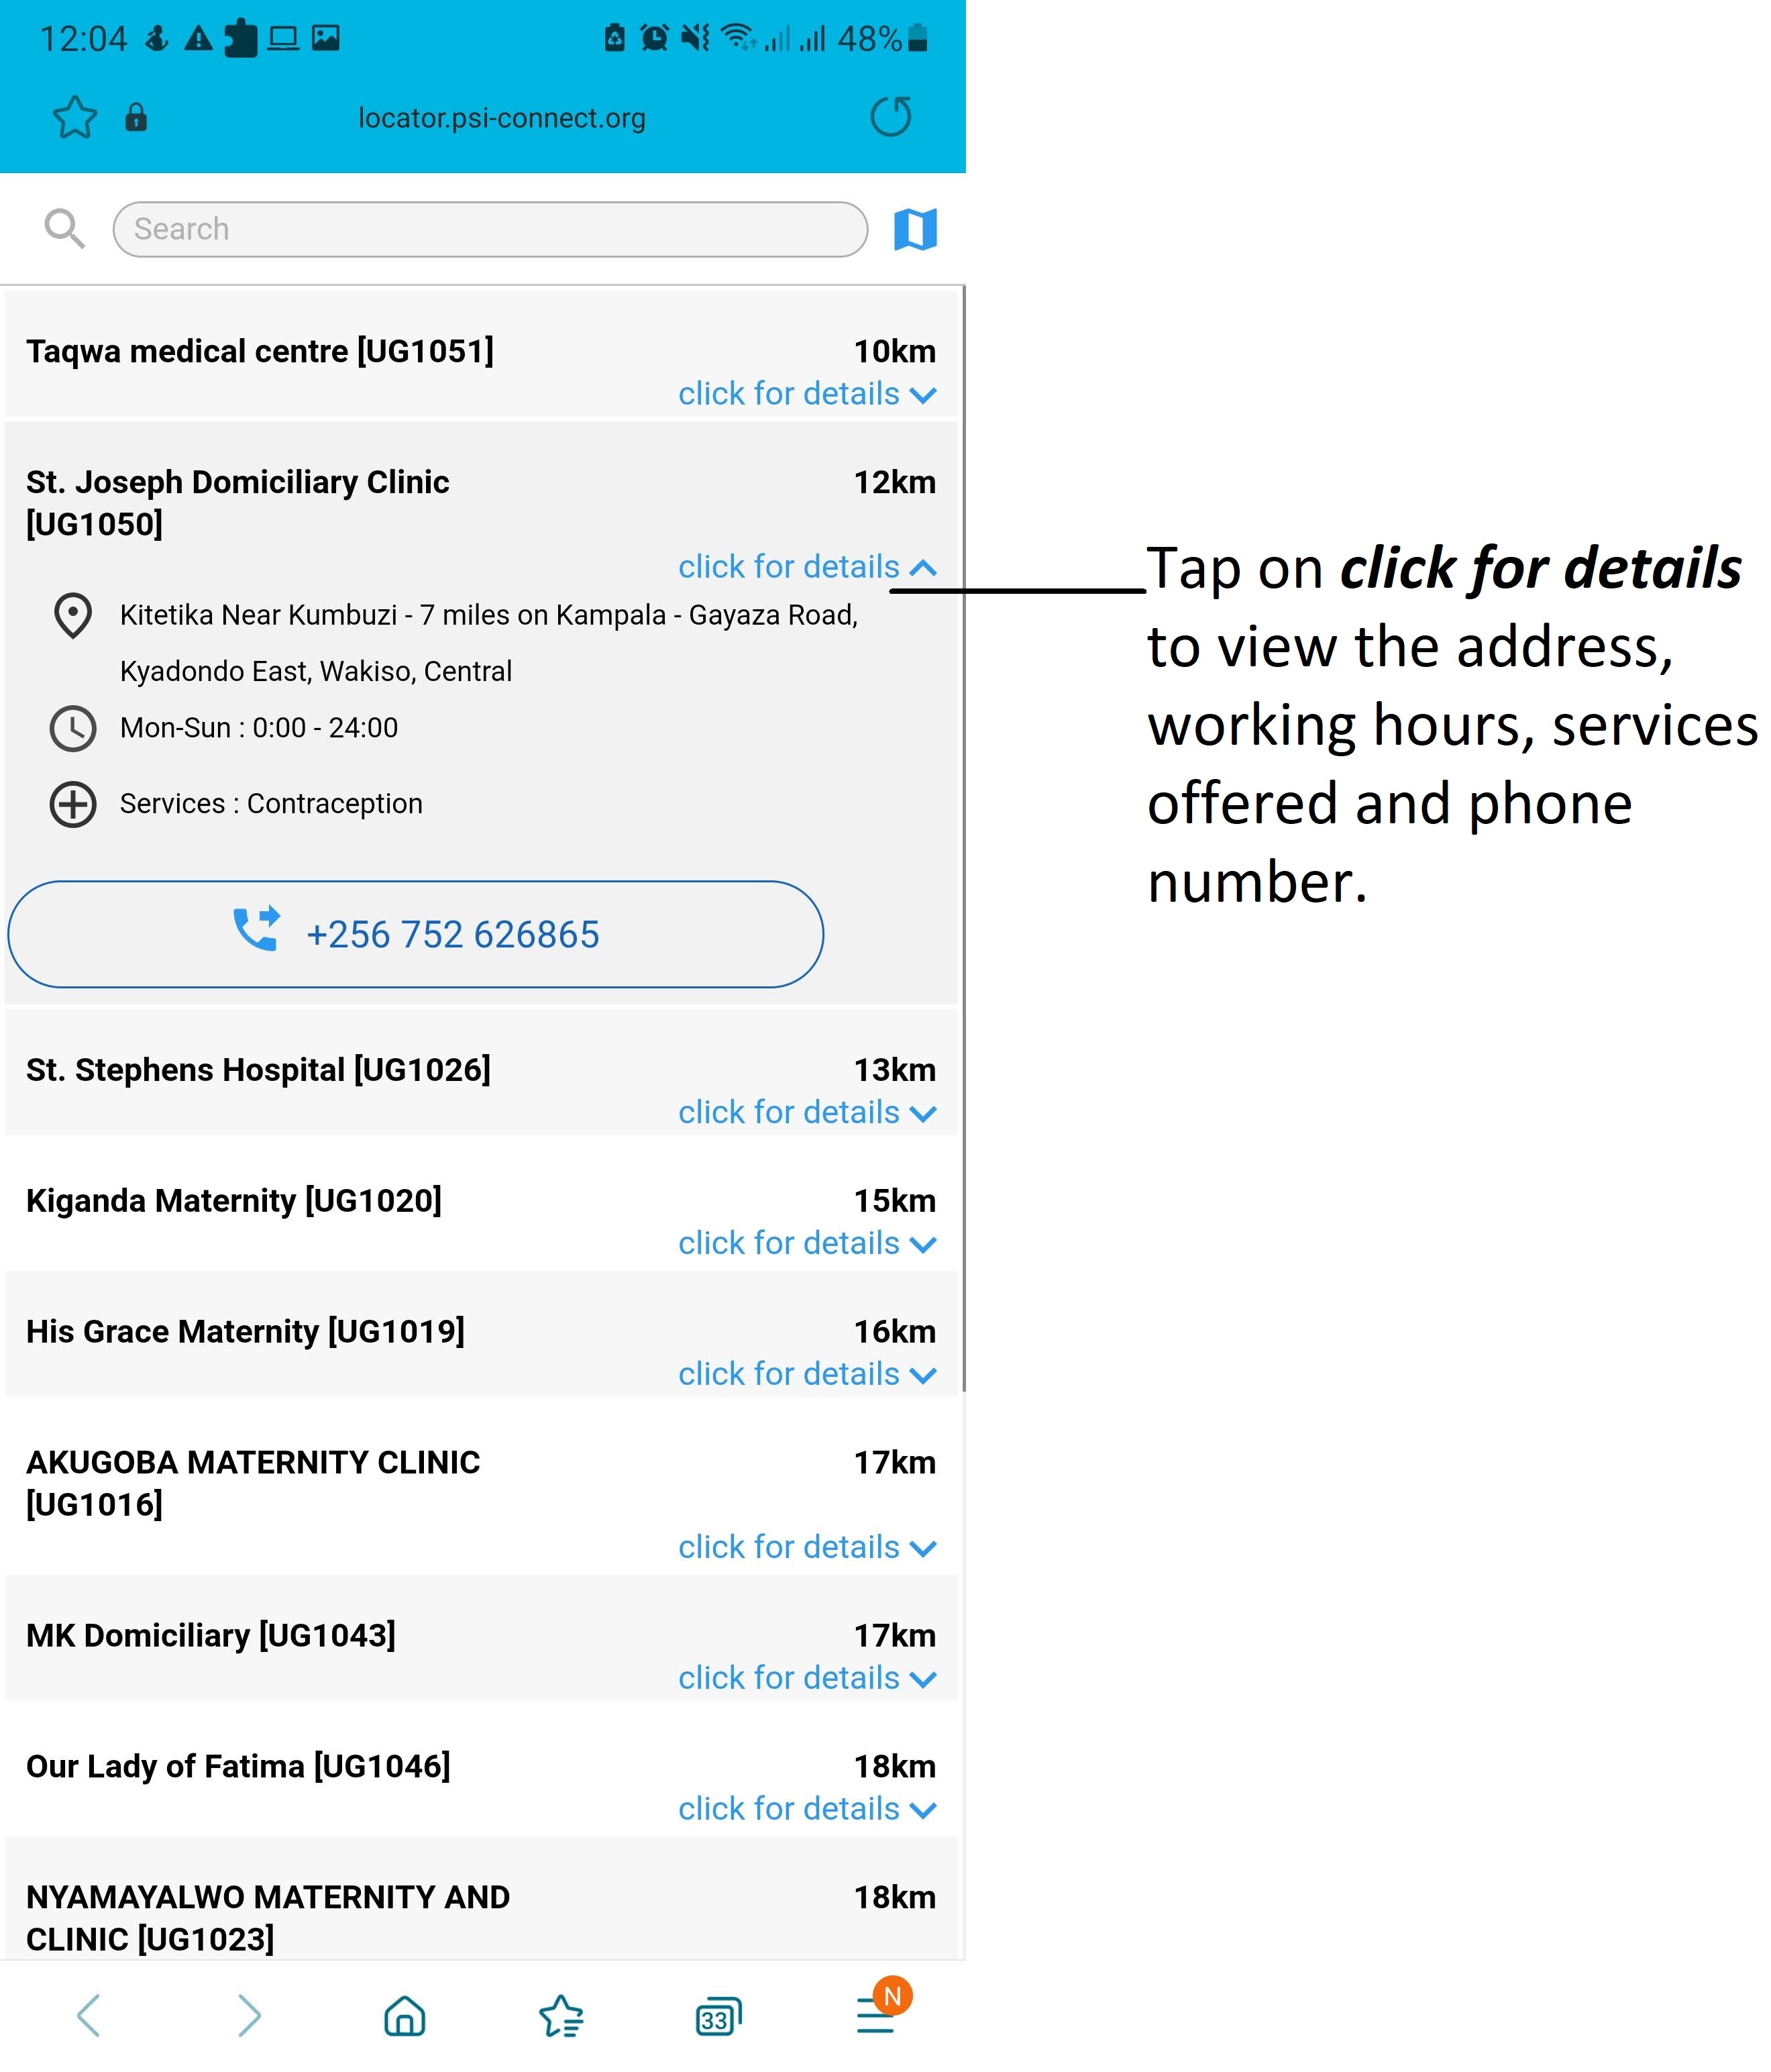 12:04
48%
locator.psi-connect.org
Search
Taqwa medical centre [UG1051]
10km
click for details
St. Joseph Domiciliary Clinic
[UG1050]
12km
click for details
Kitetika Near Kumbuzi - 7 miles on Kampala - Gayaza Road,
Kyadondo East, Wakiso, Central
Mon-Sun : 0:00 - 24:00
Services : Contraception
+256 752 626865
St. Stephens Hospital [UG1026]
13km
click for details
Kiganda Maternity [UG1020]
15km
click for details
His Grace Maternity [UG1019]
16km
click for details
AKUGOBA MATERNITY CLINIC
[UG1016]
17km
click for details
MK Domiciliary [UG1043]
17km
click for details
Our Lady of Fatima [UG1046]
18km
click for details
NYAMAYALWO MATERNITY AND
CLINIC [UG1023]
18km
33
N
Tap on click for details
to view the address,
working hours, services
offered and phone
number.